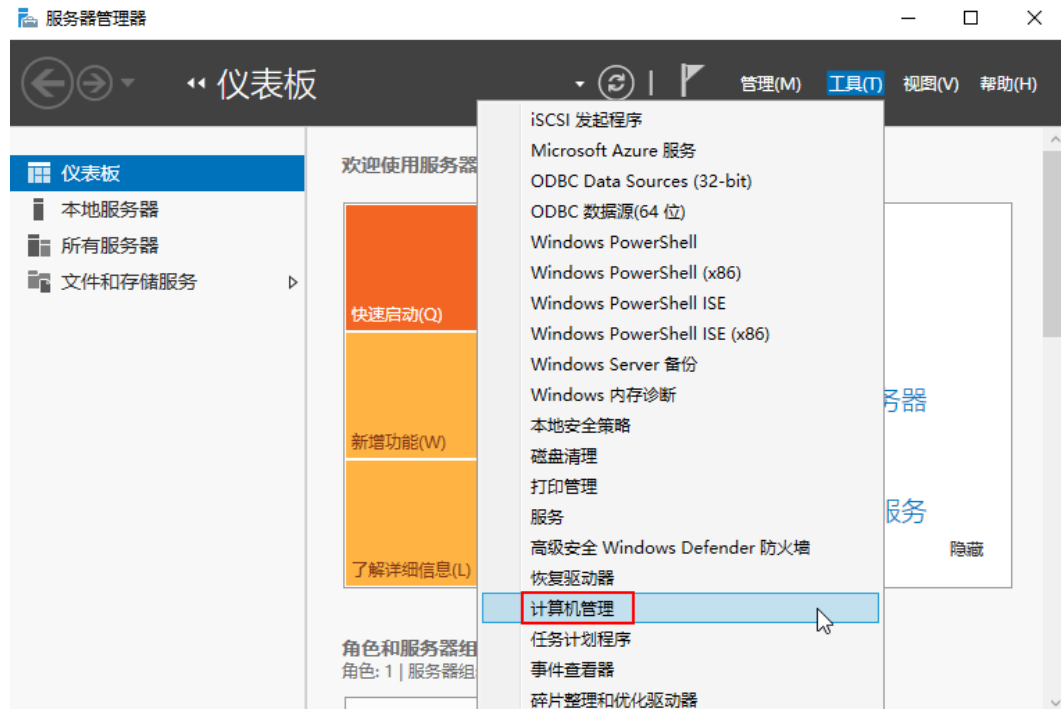 服务器管理器
仪表板
管理(M) 工具(T) 视图(V) 帮助(H)
仪表板
本地服务器
所有服务器
文件和存储服务
欢迎使用服务器
快速启动(Q)
新增功能(W)
了解详细信息(L)
务器
服务
隐藏
角色和服务器组
角色: 1 | 服务器组
iSCSI 发起程序
Microsoft Azure 服务
ODBC Data Sources (32-bit)
ODBC 数据源(64 位)
Windows PowerShell
Windows PowerShell (x86)
Windows PowerShell ISE
Windows PowerShell ISE (x86)
Windows Server 备份
Windows 内存诊断
本地安全策略
磁盘清理
打印管理
服务
高级安全 Windows Defender 防火墙
恢复驱动器
计算机管理
任务计划程序
事件查看器
碎片整理和优化驱动器